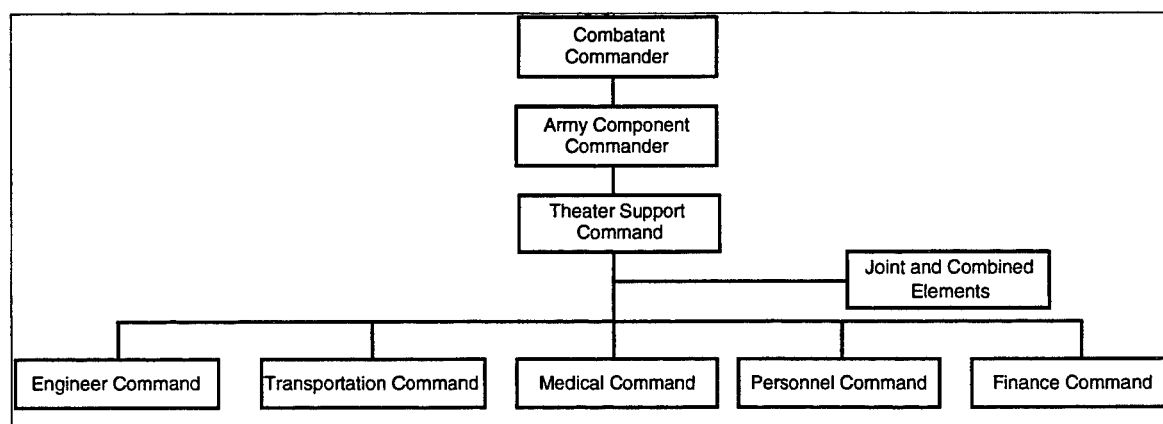 Combatant
Commander
Army Component
Commander
Theater Support
Command
Joint and Combined
Elements
Engineer Command
Transportation Command
Medical Command
Personnel Command
Finance Command